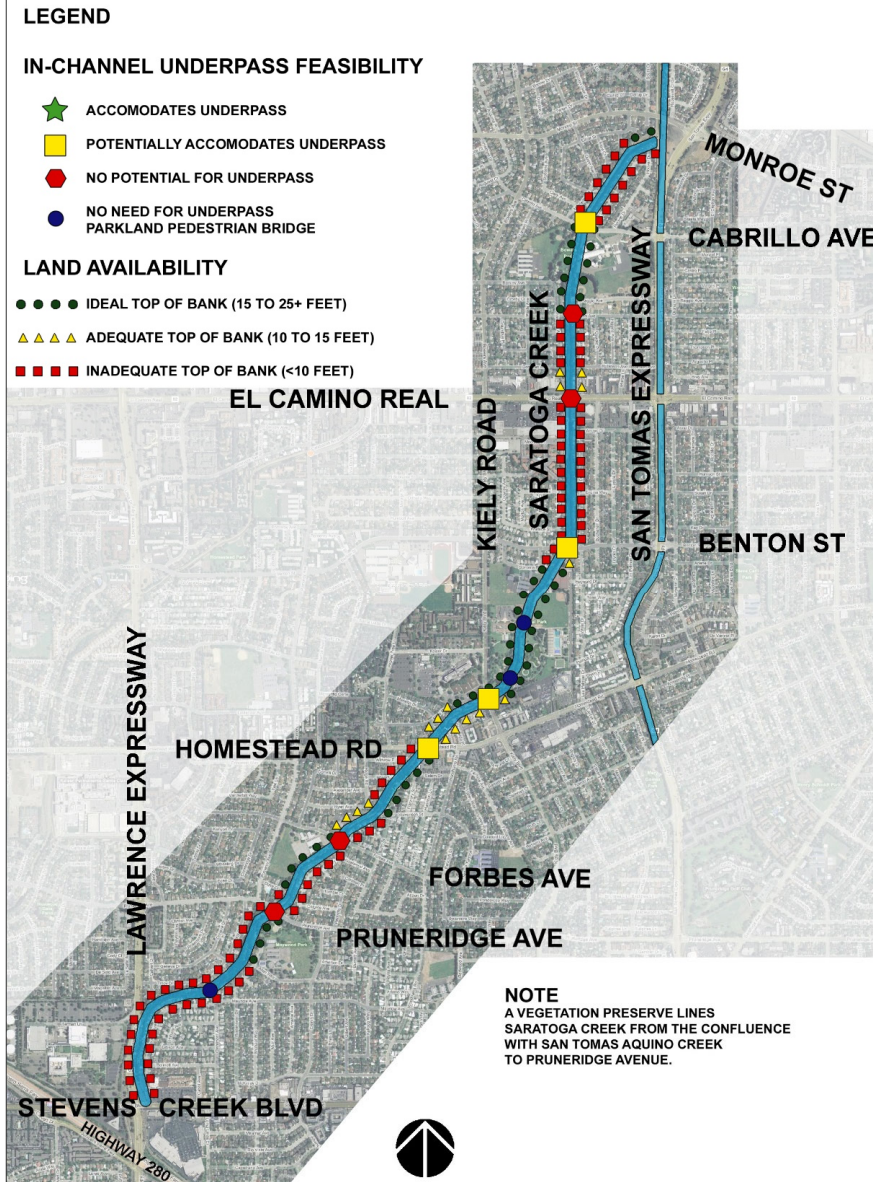 LEGEND
IN-CHANNEL UNDERPASS FEASIBILITY
ACCOMODATES UNDERPASS
POTENTIALLY ACCOMODATES UNDERPASS
NO POTENTIAL FOR UNDERPASS
NO NEED FOR UNDERPASS
PARKLAND PEDESTRIAN BRIDGE
LAND AVAILABILITY
IDEAL TOP OF BANK (15 TO 25+ FEET)
ADEQUATE TOP OF BANK (10 TO 15 FEET)
INADEQUATE TOP OF BANK (<10 FEET)
MONROE ST
CABRILLO AVE
EL CAMINO REAL
KIELY ROAD
SARATOGA CREEK
SAN TOMAS EXPRESSWAY
BENTON ST
LAWRENCE EXPRESSWAY
HOMESTEAD RD
FORBES AVE
PRUNERIDGE AVE
STEVENS CREEK BLVD
HIGHWAY 280
NOTE
A VEGETATION PRESERVE LINES
SARATOGA CREEK FROM THE CONFLUENCE
WITH SAN TOMAS AQUINO CREEK
TO PRUNERIDGE AVENUE.